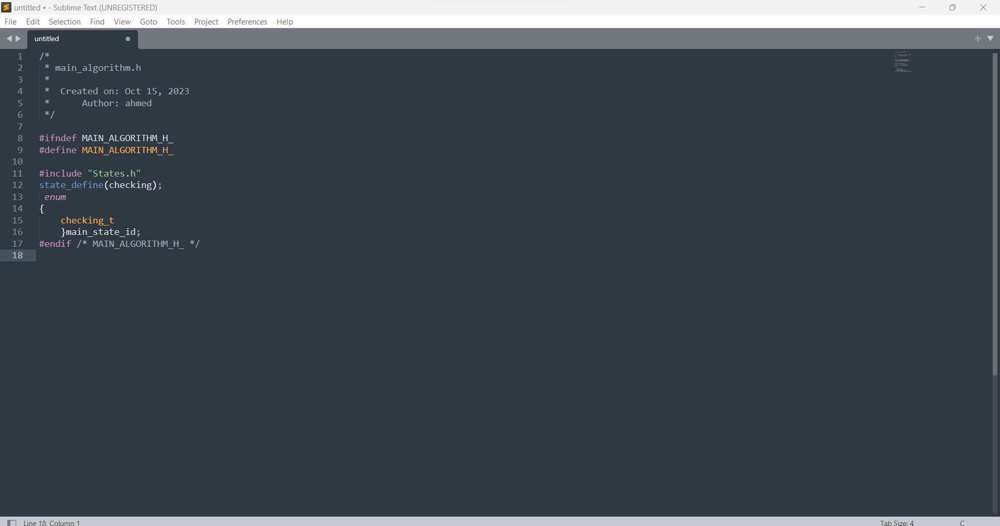 untitled • - Sublime Text (UNREGISTERED)
File Edit Selection Find View Goto Tools Project Preferences Help
untitled
1 /*
2  * main_algorithm.h
3  *
4  *  Created on: Oct 15, 2023
5  *      Author: ahmed
6  */
7
8 #ifndef MAIN_ALGORITHM_H_
9 #define MAIN_ALGORITHM_H_
10
11 #include "States.h"
12 state_define(checking);
13  enum
14 {
15     checking_t
16     }main_state_id;
17 #endif /* MAIN_ALGORITHM_H_ */
18
Line 18, Column 1 Tab Size: 4 C